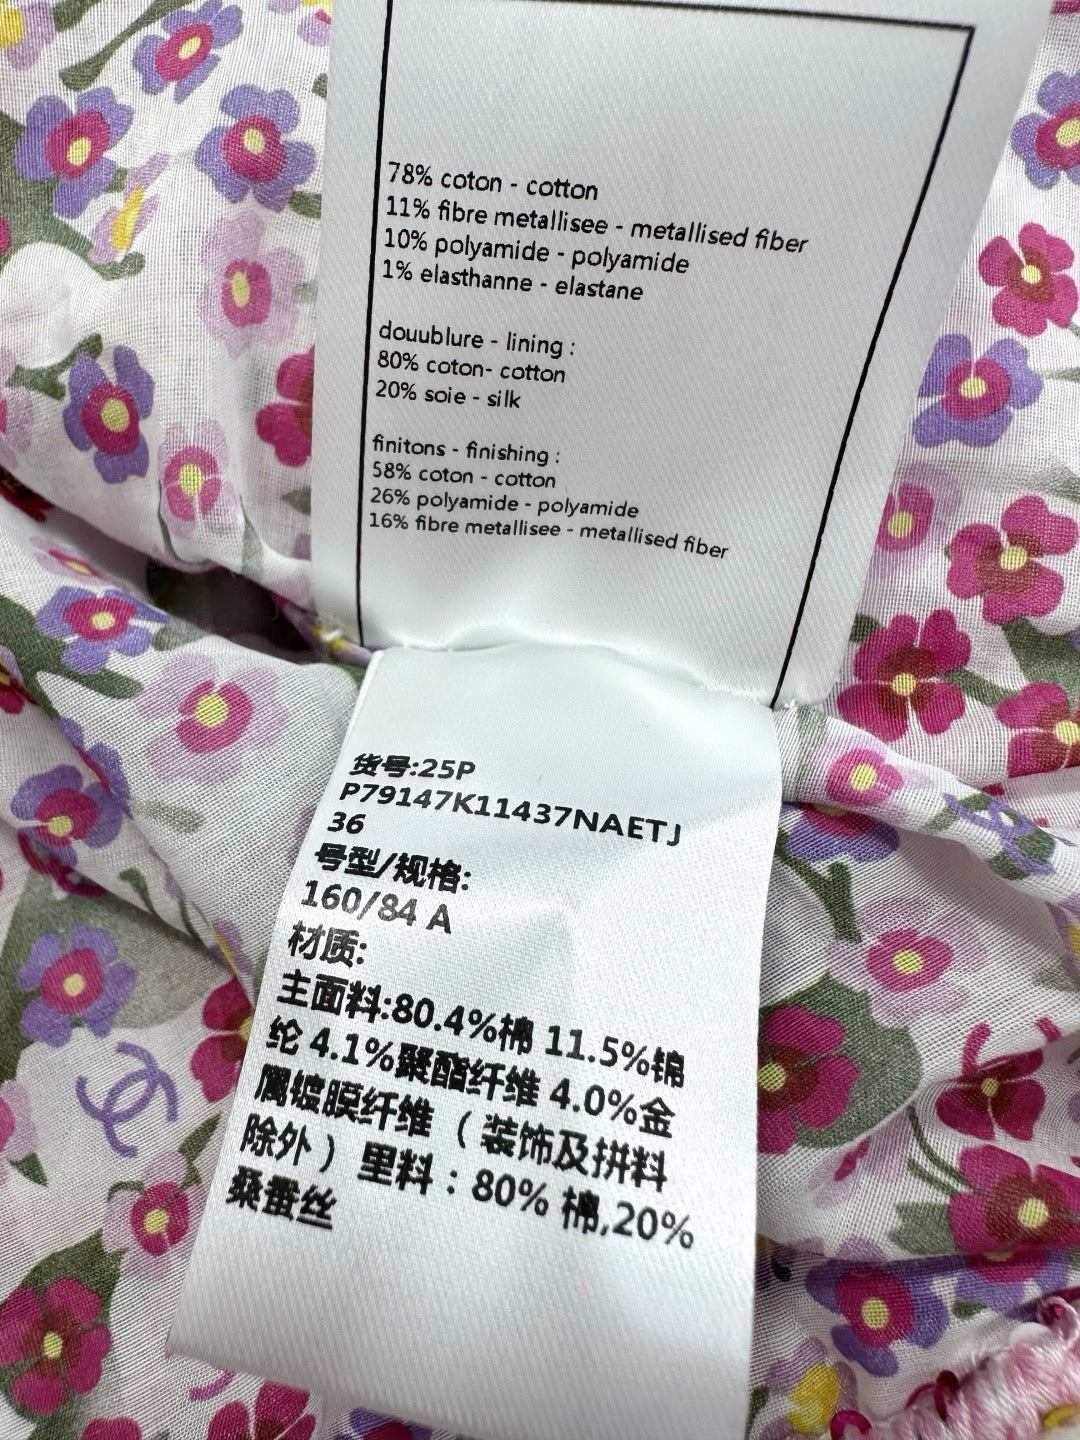 78% coton - cotton
11% fibre metallisee - metallised fiber
10% polyamide - polyamide
1% elasthanne - elastane
douublure - lining :
80% coton- cotton
20% soie - silk
finitons - finishing :
58% coton - cotton
26% polyamide - polyamide
16% fibre metallisee - metallised fiber
货号:25P
P79147K11437NAETJ
36
号型/规格:
160/84 A
材质:
主面料:80.4%棉 11.5%锦
纶 4.1%聚酯纤维 4.0%金
属镀膜纤维（装饰及拼料
除外）里料：80% 棉,20%
桑蚕丝